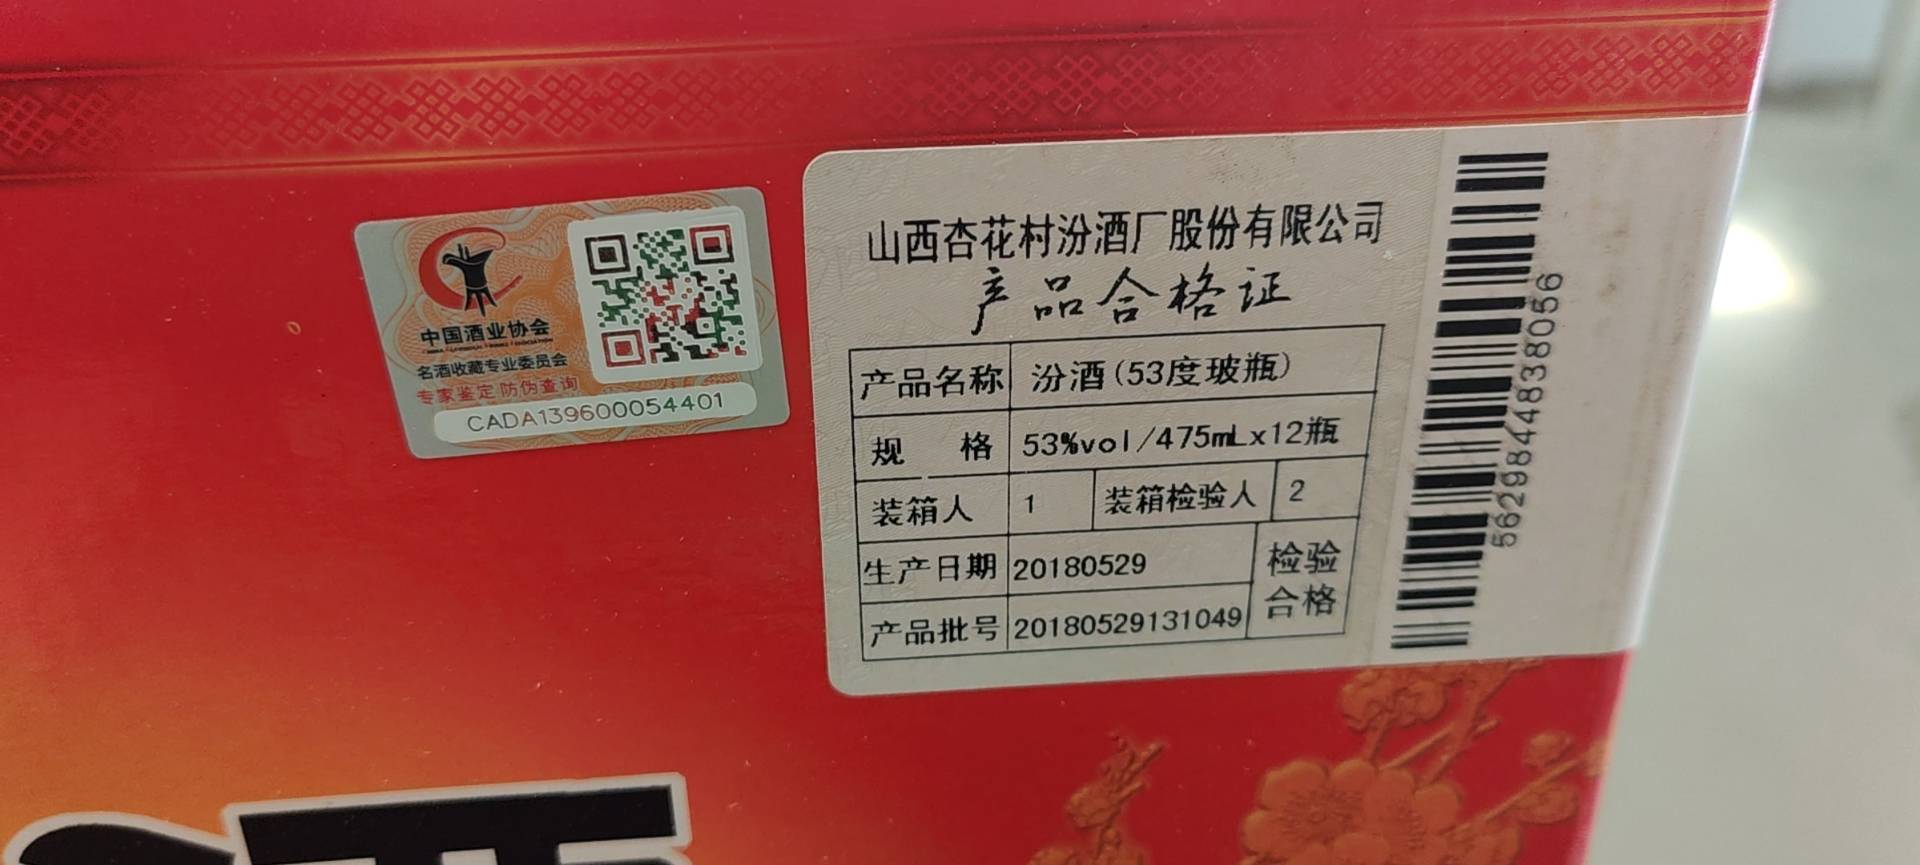 中国酒业协会
名酒收藏专业委员会
专家鉴定 防伪查询
CADA139600054401
山西杏花村汾酒厂股份有限公司
产品合格证
产品名称 汾酒(53度玻瓶)
规 格 53%vol/475mLx12瓶
装箱人 1 装箱检验人 2
生产日期 20180529
检验合格
产品批号 20180529131049
562984483805​6